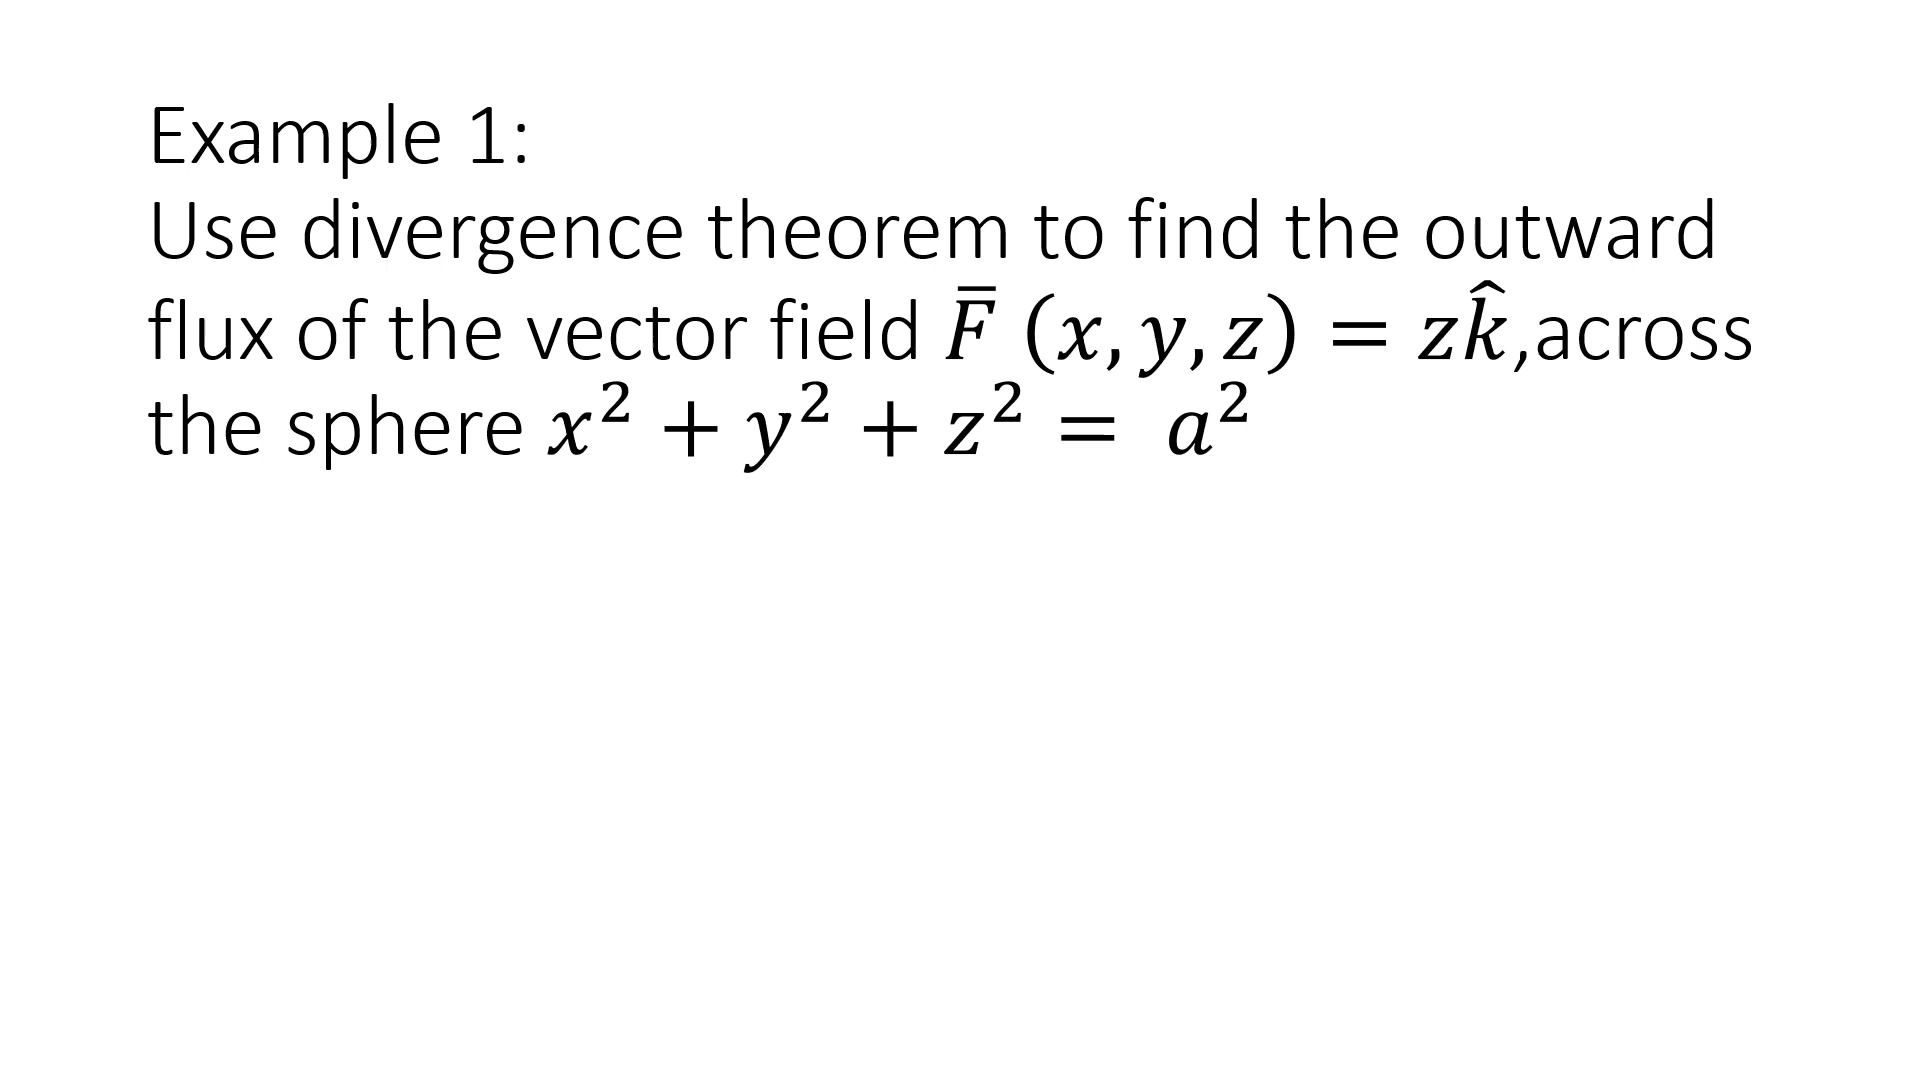 Example 1:
Use divergence theorem to find the outward
flux of the vector field F̅ (x, y, z) = zk̂,across
the sphere x² + y² + z² = a²